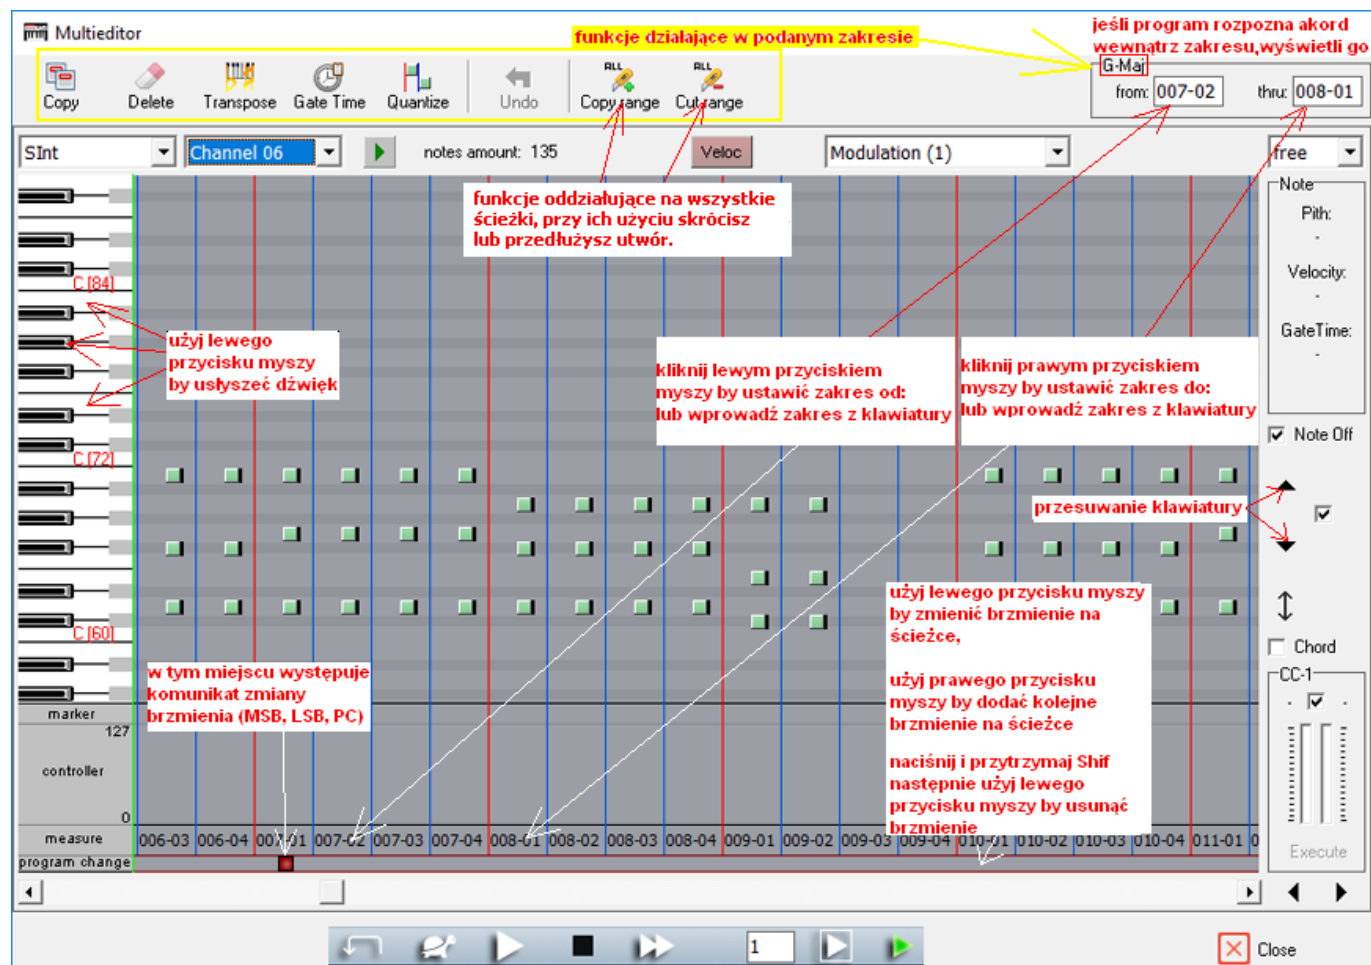 Multieditor
funkcje działające w podanym zakresie
jeśli program rozpozna akord
wewnątrz zakresu,wyświetli go
G-Maj
from: 007-02 thru: 008-01
ALL ALL
Copy Delete Transpose Gate Time Quantize Undo Copy range Cut range
SInt Channel 06 notes amount: 135 Veloc Modulation (1) free
funkcje oddziałujące na wszystkie
ścieżki, przy ich użyciu skrócisz
lub przedłużysz utwór.
Note
Pith:
-
Velocity:
-
GateTime:
-
C [84]
użyj lewego
przycisku myszy
by usłyszeć dźwięk
kliknij lewym przyciskiem
myszy by ustawić zakres od:
lub wprowadź zakres z klawiatury
kliknij prawym przyciskiem
myszy by ustawić zakres do:
lub wprowadź zakres z klawiatury
Note Off
C [72]
przesuwanie klawiatury
C [60]
użyj lewego przycisku myszy
by zmienić brzmienie na
ścieżce,
użyj prawego przycisku
myszy by dodać kolejne
brzmienie na ścieżce
naciśnij i przytrzymaj Shif
następnie użyj lewego
przycisku myszy by usunąć
brzmienie
Chord
CC-1
w tym miejscu występuje
komunikat zmiany
brzmienia (MSB, LSB, PC)
marker
127
controller
0
measure 006-03 006-04 007-01 007-02 007-03 007-04 008-01 008-02 008-03 008-04 009-01 009-02 009-03 009-04 010-01 010-02 010-03 010-04 011-01 0
program change
Execute
1
Close